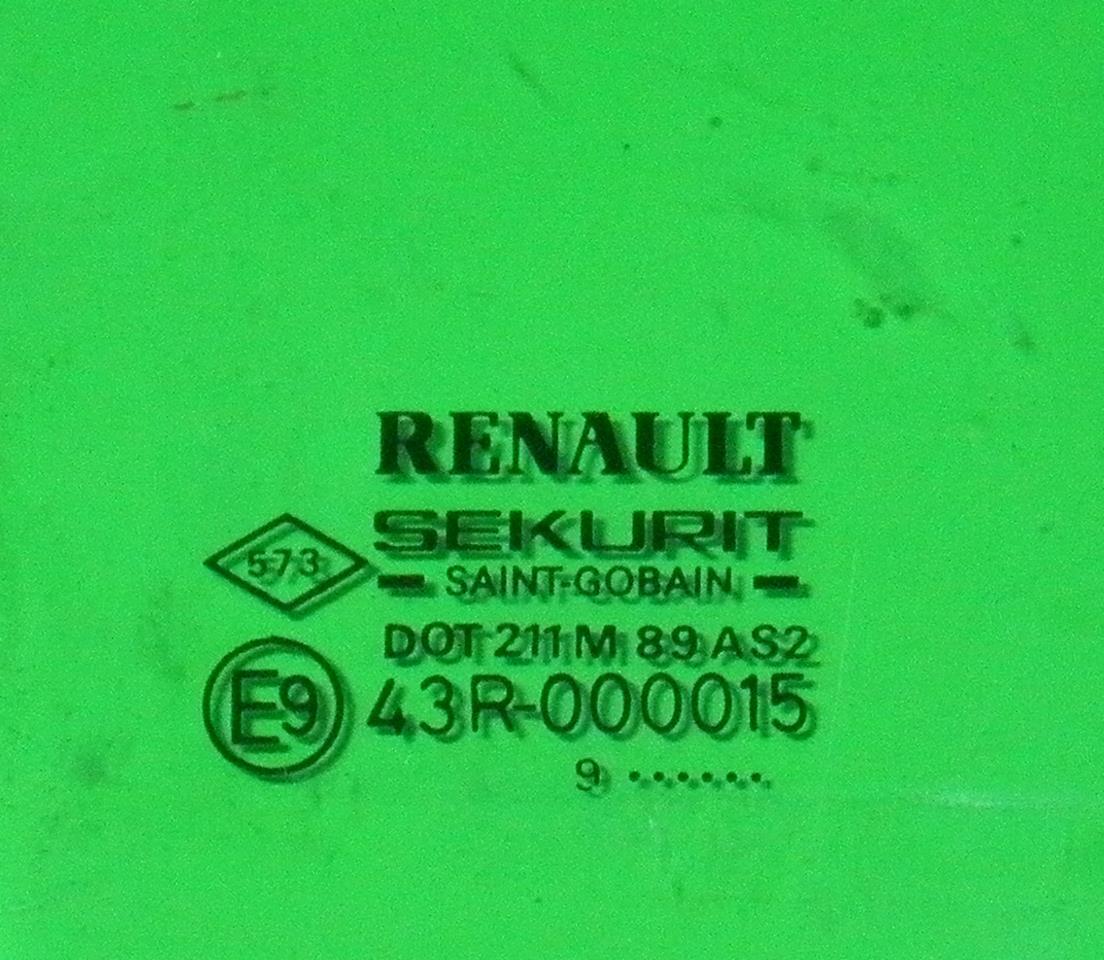 RENAULT
573
SEKURIT
SAINT-GOBAIN
DOT 211 M 89 AS2
E9
43R-000015
9 .......